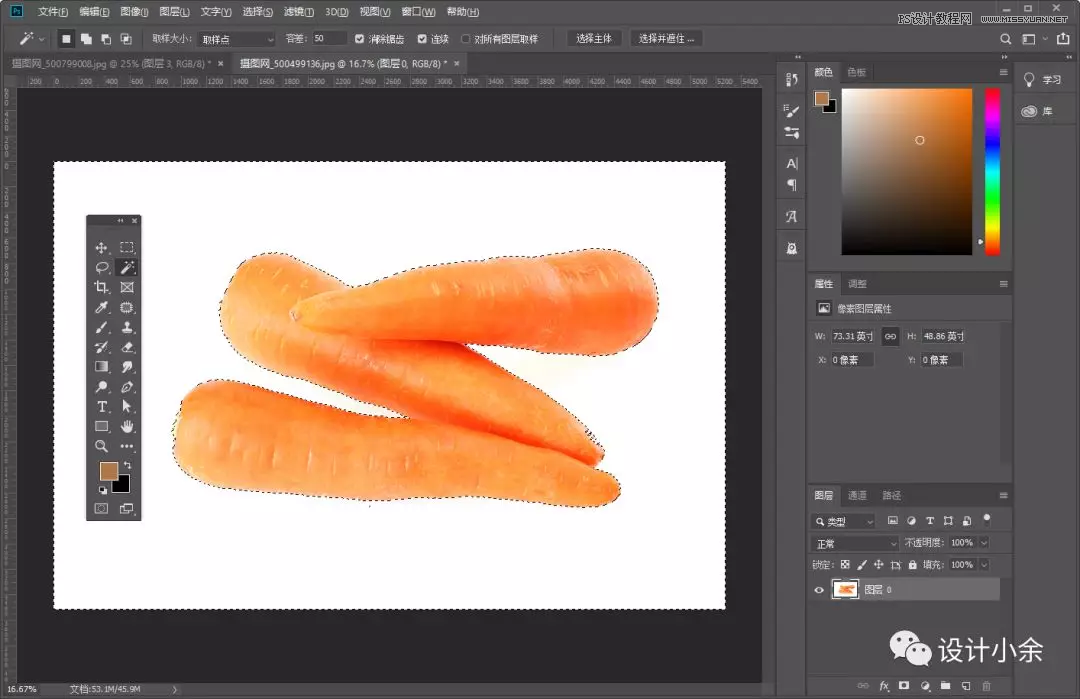 Ps 文件(F) 编辑(E) 图像(I) 图层(L) 文字(Y) 选择(S) 滤镜(T) 3D(D) 视图(V) 窗口(W) 帮助(H)
PS设计教程网 WWW.MISSYUAN.NET
取样大小: 取样点 容差: 50 消除锯齿 连续 对所有图层取样 选择主体 选择并遮住 ...
摄图网_500799008.jpg @ 25% (图层 3, RGB/8) * × 摄图网_500499136.jpg @ 16.7% (图层 0, RGB/8) * ×
200 0 200 400 600 800 1000 1200 1400 1600 1800 2000 2200 2400 2600 2800 3000 3200 3400 3600 3800 4000 4200 4400 4600 4800 5000 5200 5400
颜色 色板
学习
库
属性 调整
像素图层属性
W: 73.31 英寸 H: 48.86 英寸
X: 0 像素 Y: 0 像素
图层 通道 路径
类型
正常 不透明度: 100%
锁定: 填充: 100%
图层 0
设计小余
16.67% 文档:53.1M/45.9M